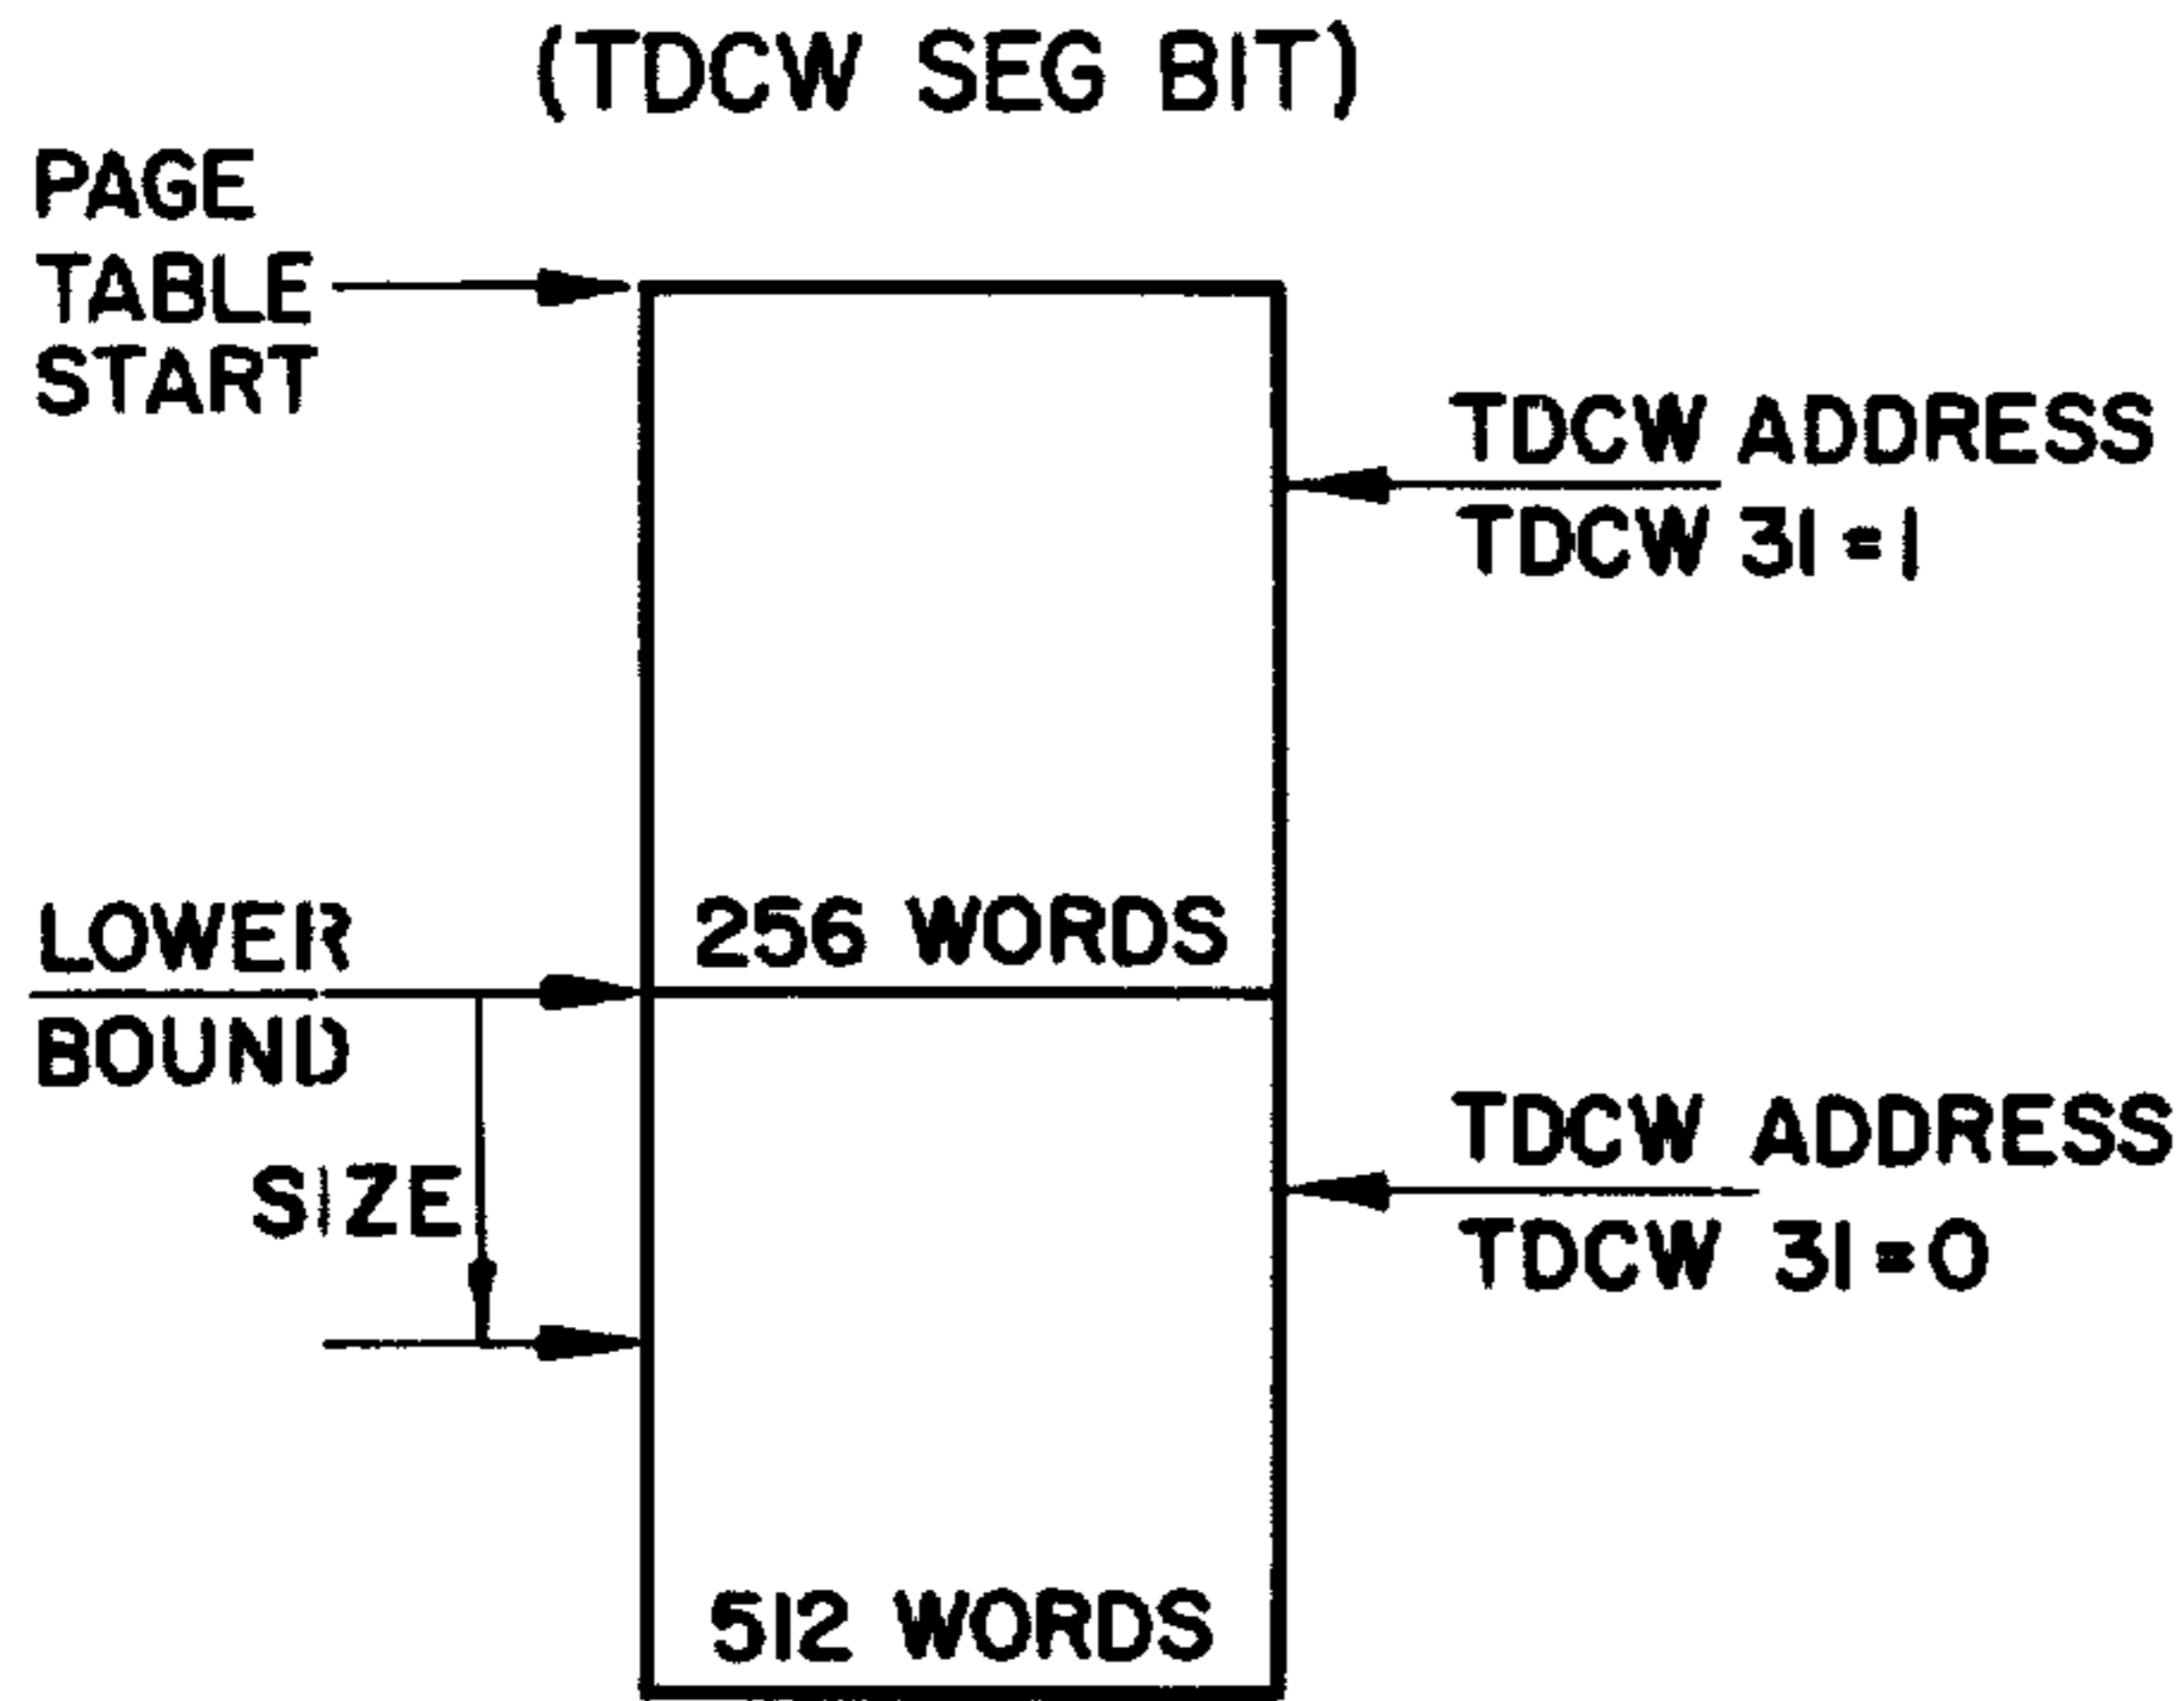 (TDCW SEG BIT)
PAGE
TABLE
START
TDCW ADDRESS
TDCW 31=1
256 WORDS
LOWER
BOUND
SIZE
TDCW ADDRESS
TDCW 31=0
512 WORDS